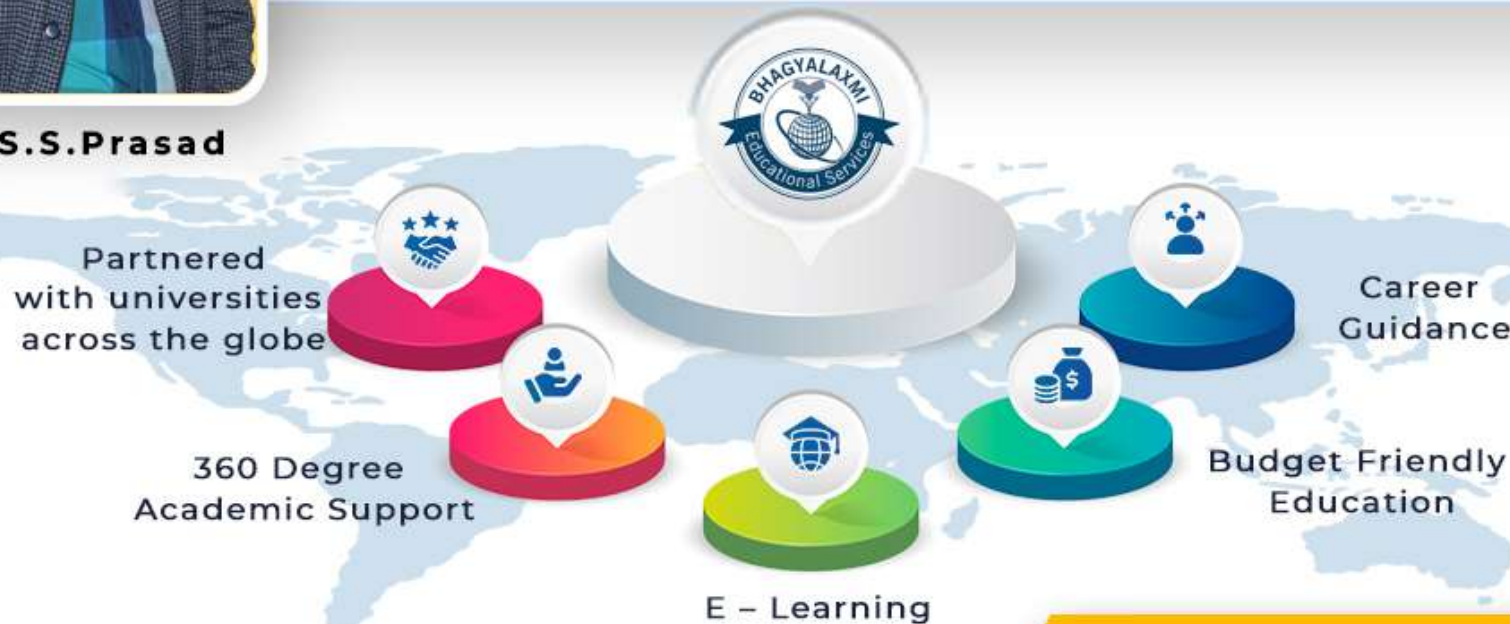 S.S.Prasad
BHAGYALAXMI
Educational Services
Partnered
with universities
across the globe
Career
Guidance
360 Degree
Academic Support
$
Budget Friendly
Education
E – Learning